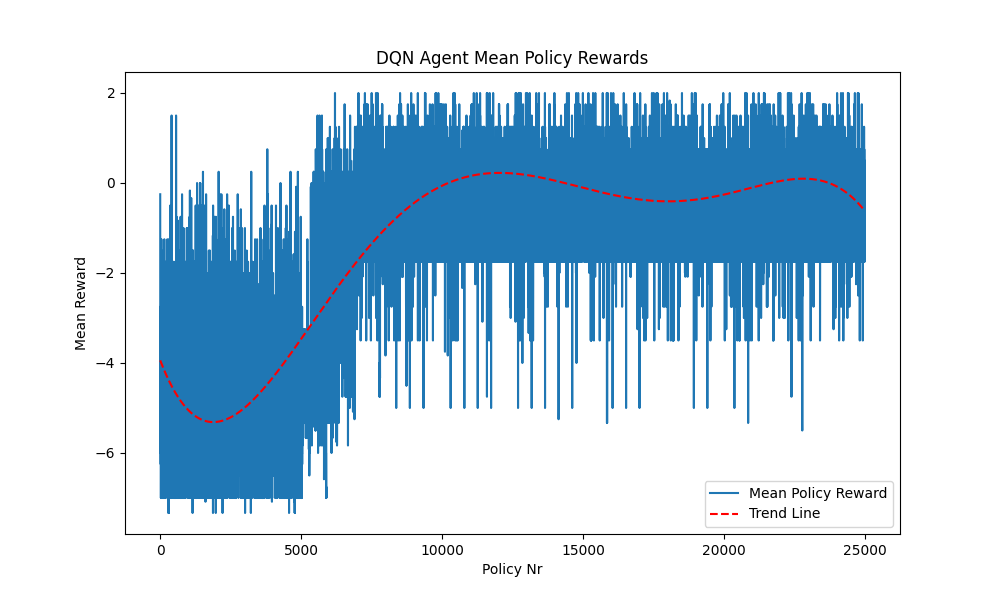 DQN Agent Mean Policy Rewards
Mean Reward
2
0
−2
−4
−6
Mean Policy Reward
Trend Line
0
5000
10000
15000
20000
25000
Policy Nr